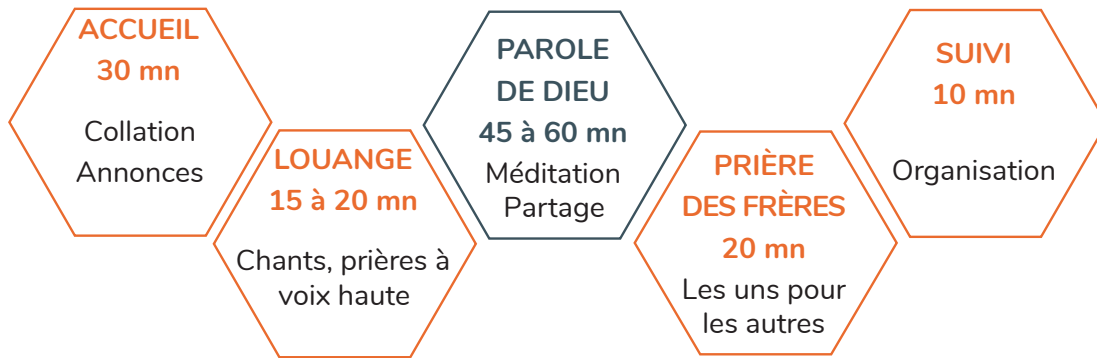 ACCUEIL
30 mn
Collation
Annonces
LOUANGE
15 à 20 mn
Chants, prières à
voix haute
PAROLE
DE DIEU
45 à 60 mn
Méditation
Partage
PRIÈRE
DES FRÈRES
20 mn
Les uns pour
les autres
SUIVI
10 mn
Organisation